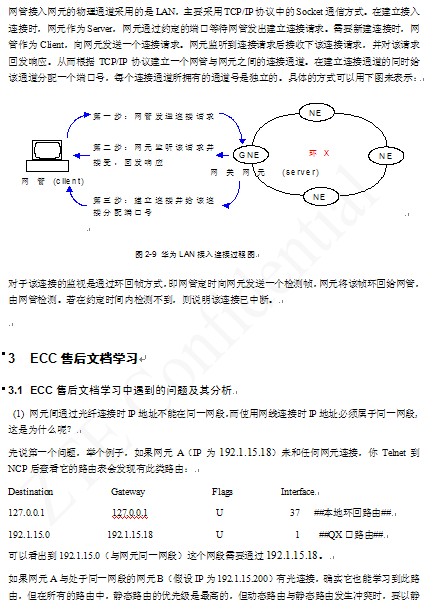 网管接入网元的物理通道采用的是 LAN，主要采用 TCP/IP 协议中的 Socket 通信方式。在建立接入
连接时，网元作为 Server，网元通过约定的端口等待网管发出建立连接请求。需要新建连接时，网
管作为 Client，向网元发送一个连接请求。网元监听到连接请求后接收下该连接请求，并对该请求
回发响应。从而根据 TCP/IP 协议建立一个网管与网元之间的连接通道。在建立连接通道的同时给
该通道分配一个端口号，每个连接通道所拥有的通道号是独立的。具体的方式可以用下图来表示：
第一步：网管发连接请求
NE
第二步：网元监听该请求并
接受，回发响应
GNE
环 X
NE
网 管 (client)
网 关 网 元 (server)
第三步：建立连接并给该连
接分配端口号
NE
图 2-9 华为 LAN 接入连接过程图
对于该连接的监视是通过环回帧方式，即网管定时向网元发送一个检测帧，网元将该帧环回给网管，
由网管检测。若在约定时间内检测不到，则说明该连接已中断。
3 ECC 售后文档学习
3.1 ECC 售后文档学习中遇到的问题及其分析
(1) 网元间通过光纤连接时 IP 地址不能在同一网段，而使用网线连接时 IP 地址必须属于同一网段，
这是为什么呢？
先说第一个问题，举个例子，如果网元 A（IP 为 192.1.15.18）未和任何网元连接，你 Telnet 到
NCP 后查看它的路由表会发现有此类路由：
Destination Gateway Flags Interface
127.0.0.1 127.0.0.1 U 37 ##本地环回路由##
192.1.15.0 192.1.15.18 U 1 ##QX 口路由##
可以看出到 192.1.15.0（与网元同一网段）这个网段需要通过 192.1.15.18。
如果网元 A 与处于同一网段的网元 B（假设 IP 为 192.1.15.200）有光连接，确实它也能学习到此路
由，但在所有的路由中，静态路由的优先级是最高的，但动态路由与静态路由发生冲突时，要以静
ZTE Confidential